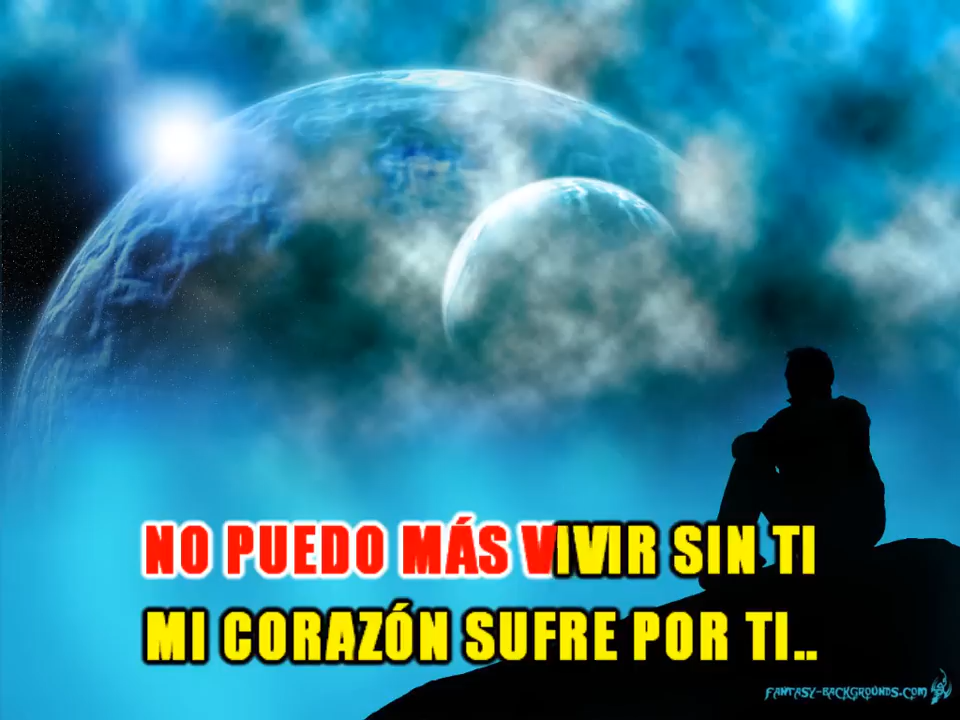 NO PUEDO MÁS VIVIR SIN TI
MI CORAZÓN SUFRE POR TI..
FANTASY-BACKGROUNDS.COM